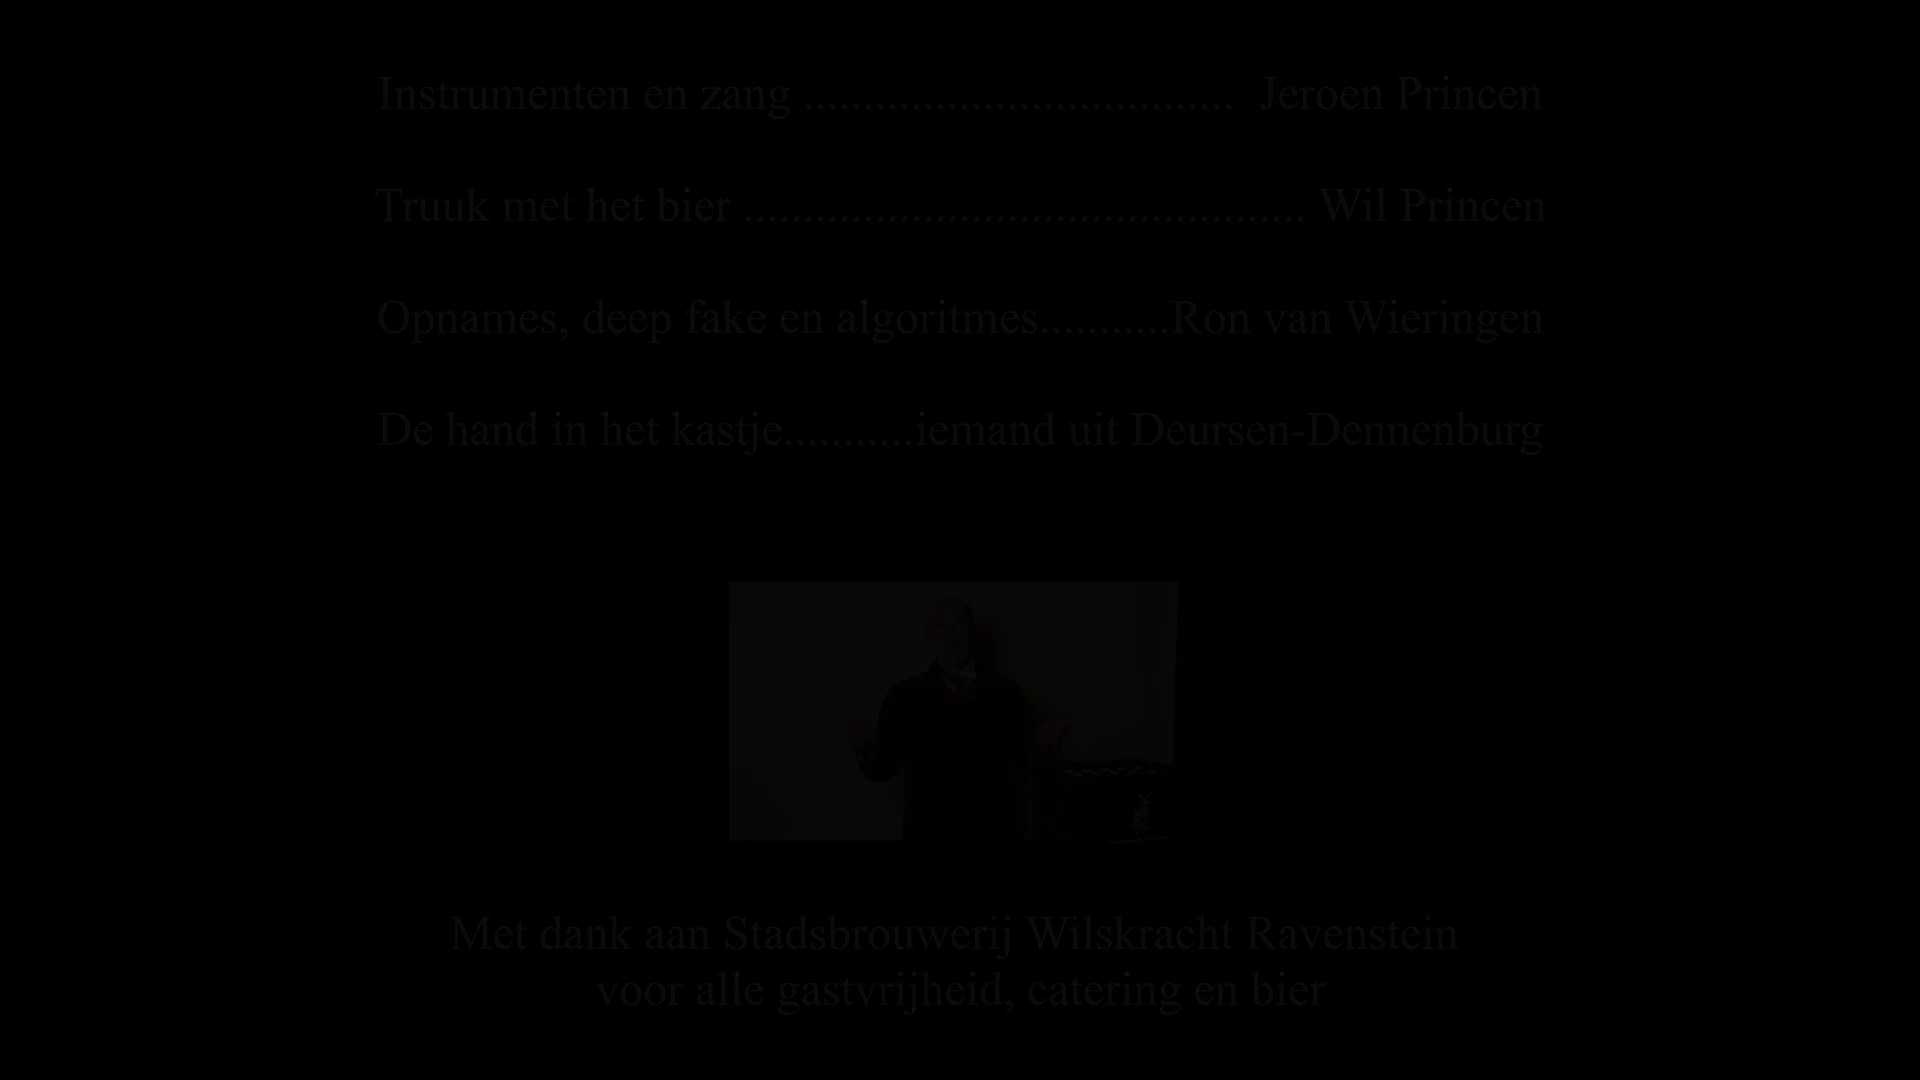 Instrumenten en zang .................................... Jeroen Princen
Truuk met het bier ............................................... Wil Princen
Opnames, deep fake en algoritmes...........Ron van Wieringen
De hand in het kastje...........iemand uit Deursen-Dennenburg
Met dank aan Stadsbrouwerij Wilskracht Ravenstein
voor alle gastvrijheid, catering en bier